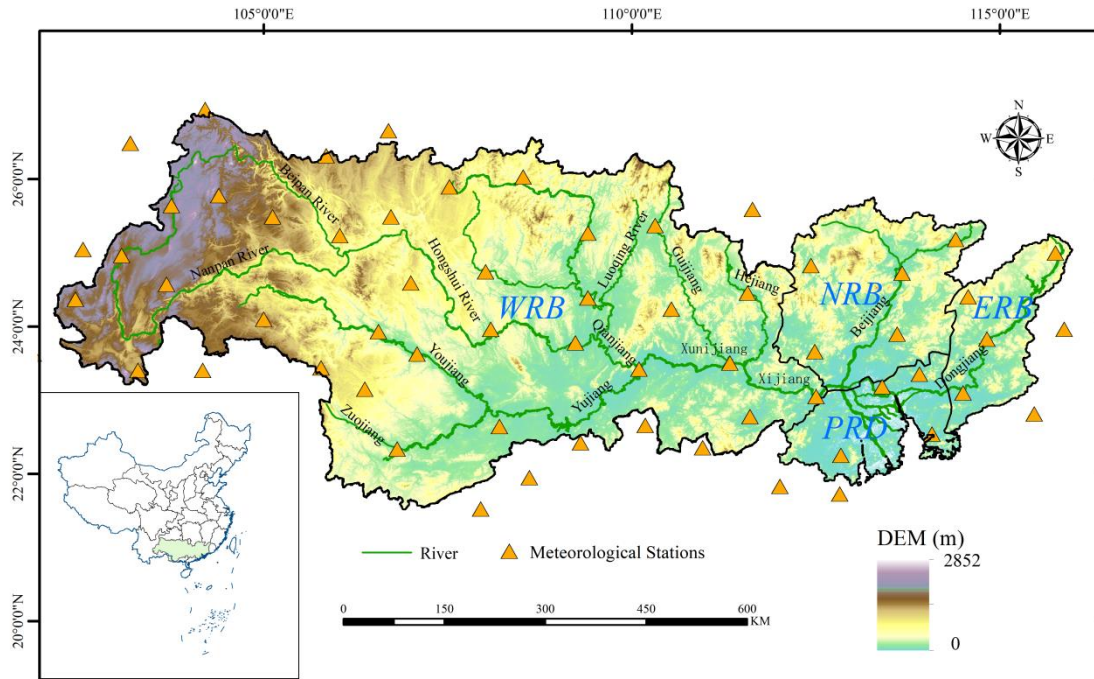 105°0'0"E
110°0'0"E
115°0'0"E
26°0'0"N
24°0'0"N
22°0'0"N
20°0'0"N
N
W
E
S
Beipan River
Nanpan River
Hongshui River
Luoqing River
Guijiang
Hejiang
WRB
NRB
ERB
Beijiang
Qianjiang
Xunijiang
Xijiang
Dongjiang
Youjiang
Yujiang
Zuojiang
PRD
River
Meteorological Stations
DEM (m)
2852
0
0
150
300
450
600
KM